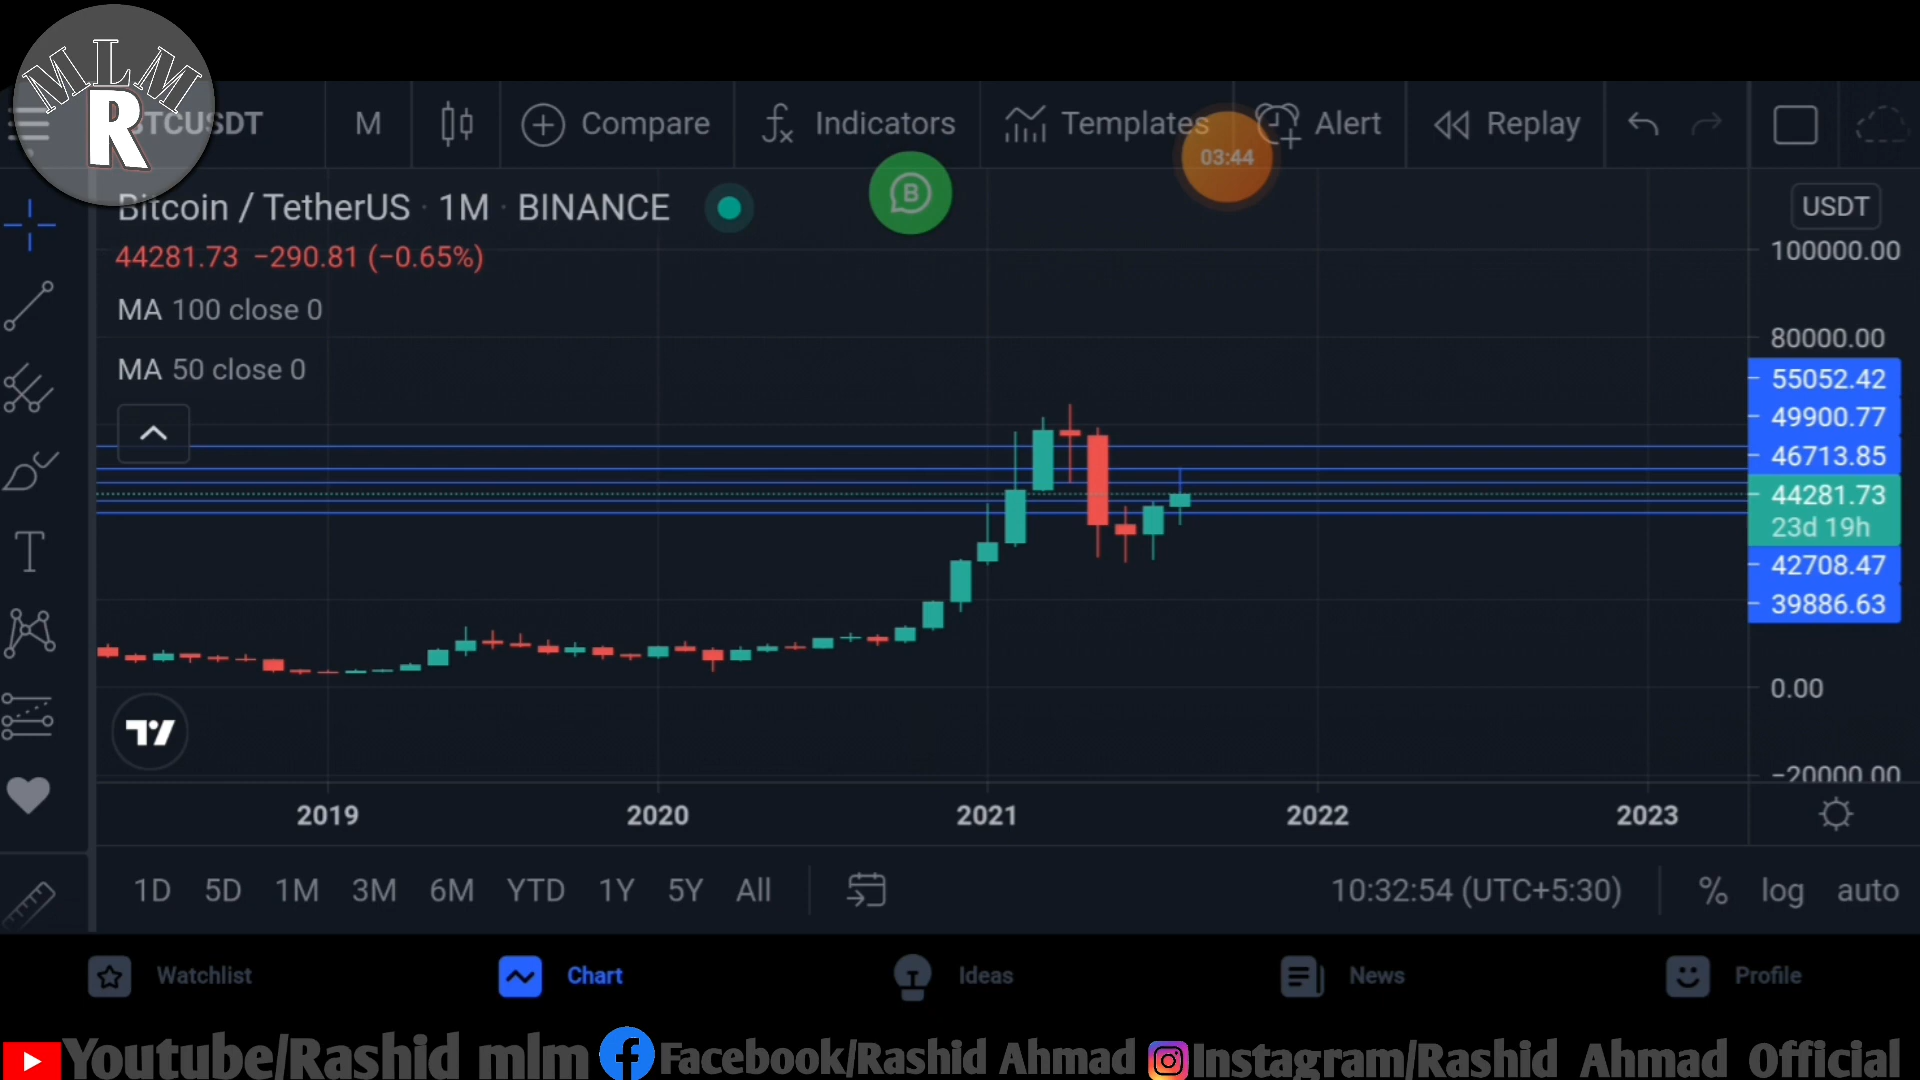 MLM
R
TCUSDT M Compare Indicators Templates Alert Replay
03:44
B
Bitcoin / TetherUS · 1M · BINANCE
USDT
44281.73 −290.81 (−0.65%)
100000.00
MA 100 close 0
80000.00
MA 50 close 0
55052.42
49900.77
46713.85
44281.73
23d 19h
42708.47
39886.63
0.00
−20000.00
2019 2020 2021 2022 2023
1D 5D 1M 3M 6M YTD 1Y 5Y All 10:32:54 (UTC+5:30) % log auto
Watchlist Chart Ideas News Profile
Youtube/Rashid mlm Facebook/Rashid Ahmad Instagram/Rashid Ahmad Official